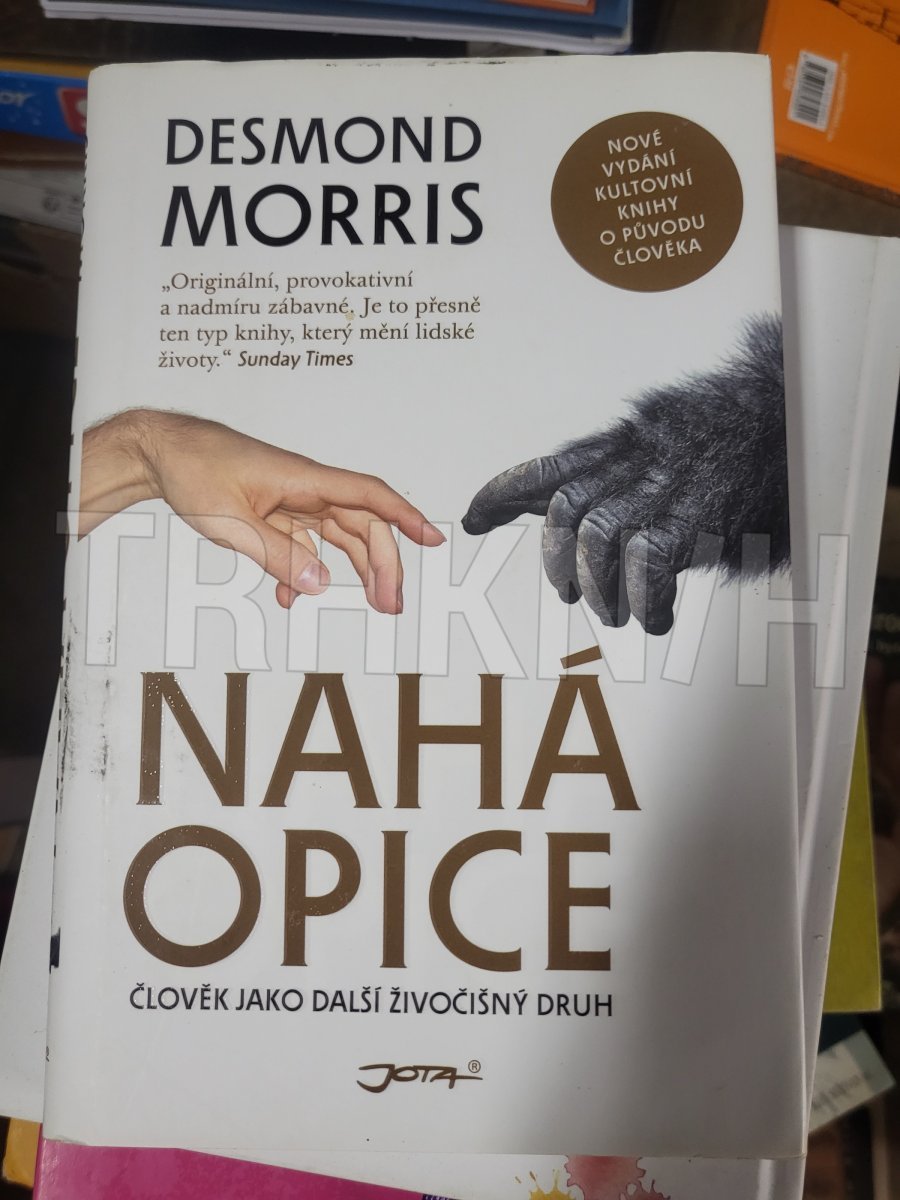 DESMOND
MORRIS
NOVÉ
VYDÁNÍ
KULTOVNÍ
KNIHY
O PŮVODU
ČLOVĚKA
„Originální, provokativní
a nadmíru zábavné. Je to přesně
ten typ knihy, který mění lidské
životy.“ Sunday Times
TRHKNIH
NAHÁ
OPICE
ČLOVĚK JAKO DALŠÍ ŽIVOČIŠNÝ DRUH
JOTA®